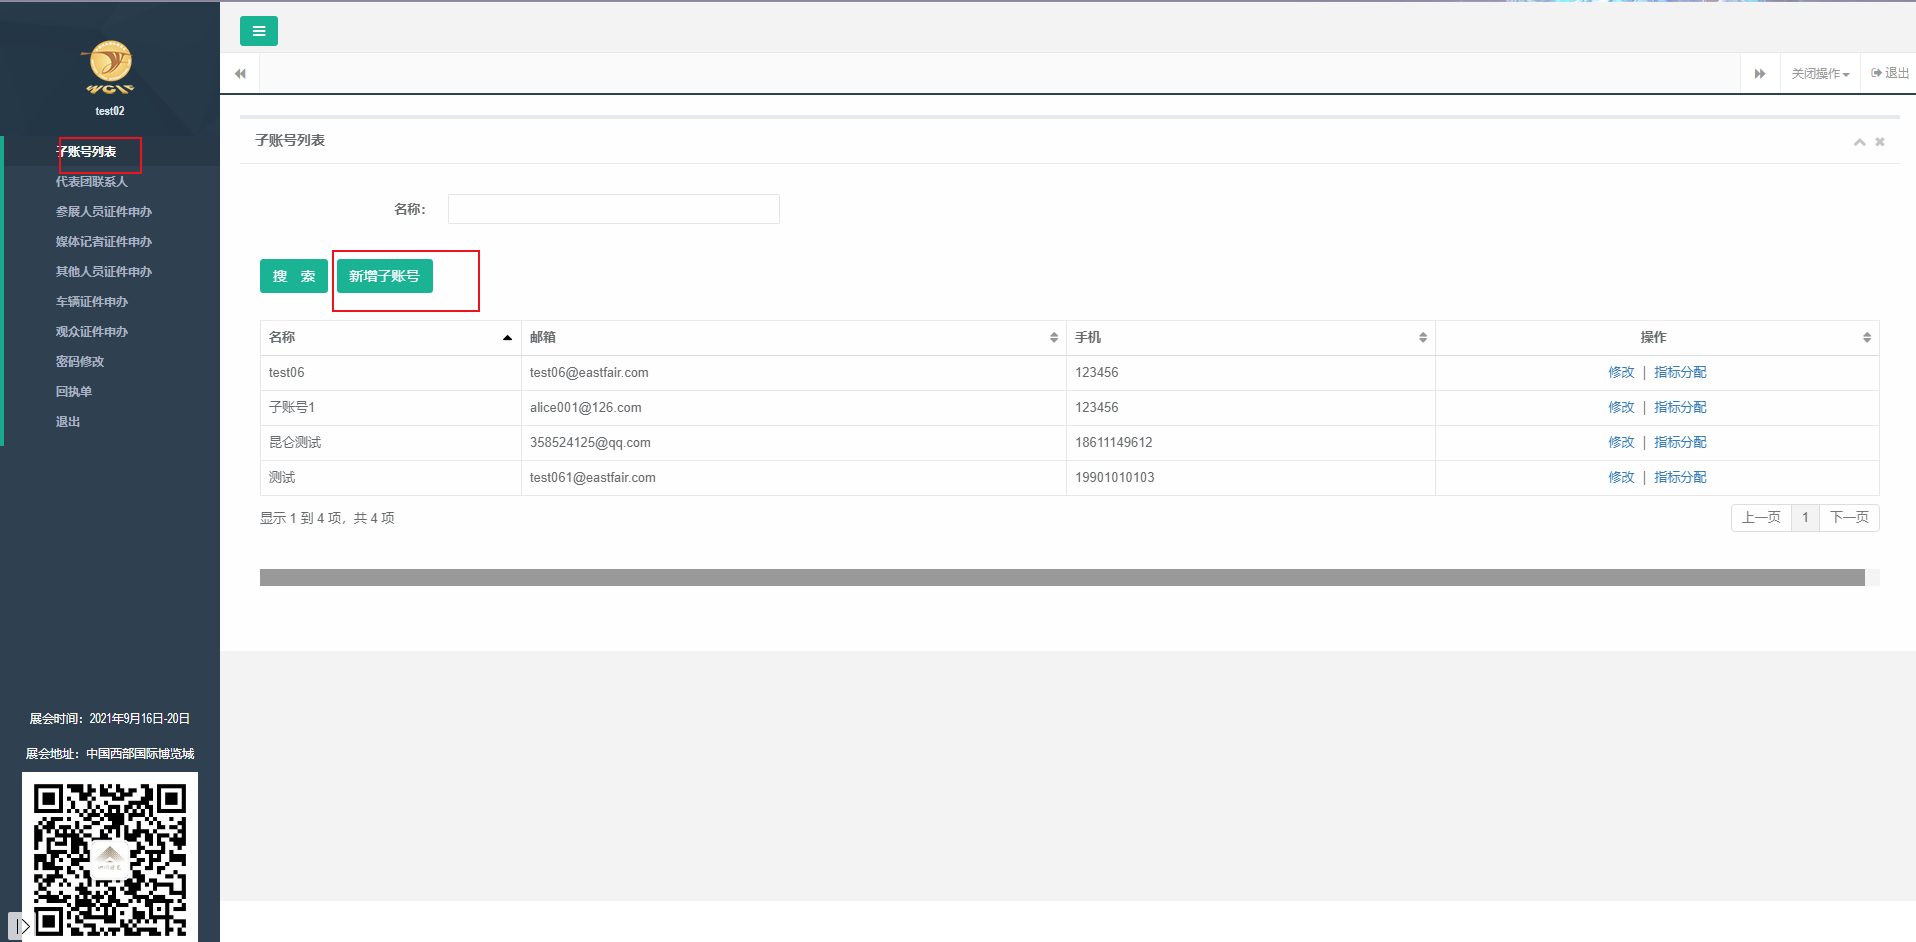 WCIF
test02
子账号列表
代表团联系人
参展人员证件申办
媒体记者证件申办
其他人员证件申办
车辆证件申办
观众证件申办
密码修改
回执单
退出
展会时间：2021年9月16日-20日
展会地址：中国西部国际博览城
关闭操作 退出
子账号列表
名称：
搜 索 新增子账号
名称 邮箱 手机 操作
test06 test06@eastfair.com 123456 修改 | 指标分配
子账号1 alice001@126.com 123456 修改 | 指标分配
昆仑测试 358524125@qq.com 18611149612 修改 | 指标分配
测试 test061@eastfair.com 19901010103 修改 | 指标分配
显示 1 到 4 项，共 4 项
上一页 1 下一页